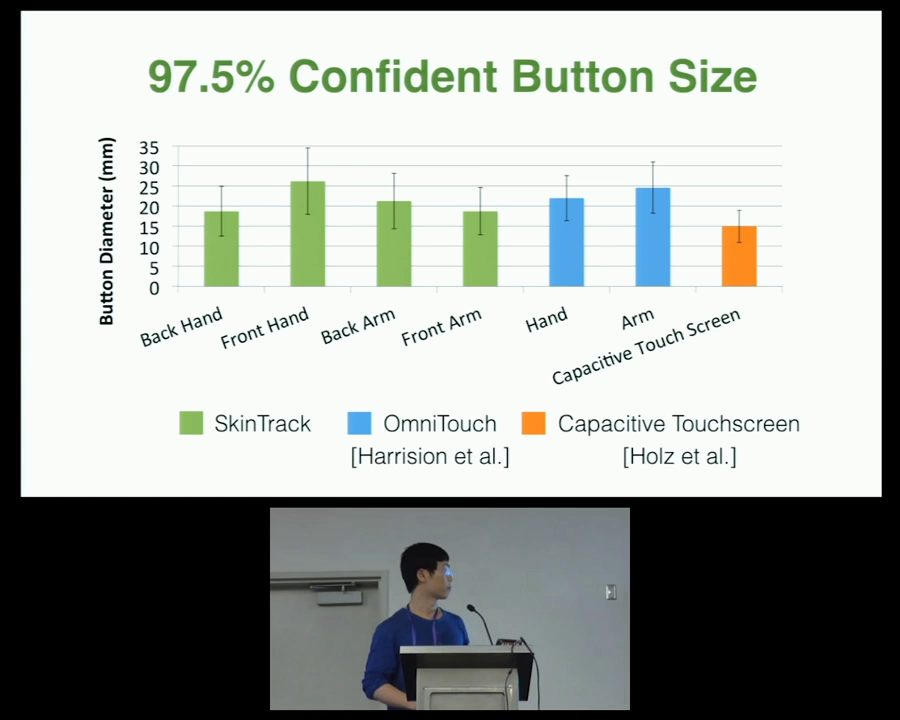 97.5% Confident Button Size
Button Diameter (mm)
35
30
25
20
15
10
5
0
Back Hand
Front Hand
Back Arm
Front Arm
Hand
Arm
Capacitive Touch Screen
SkinTrack
OmniTouch
Capacitive Touchscreen
[Harrision et al.]
[Holz et al.]